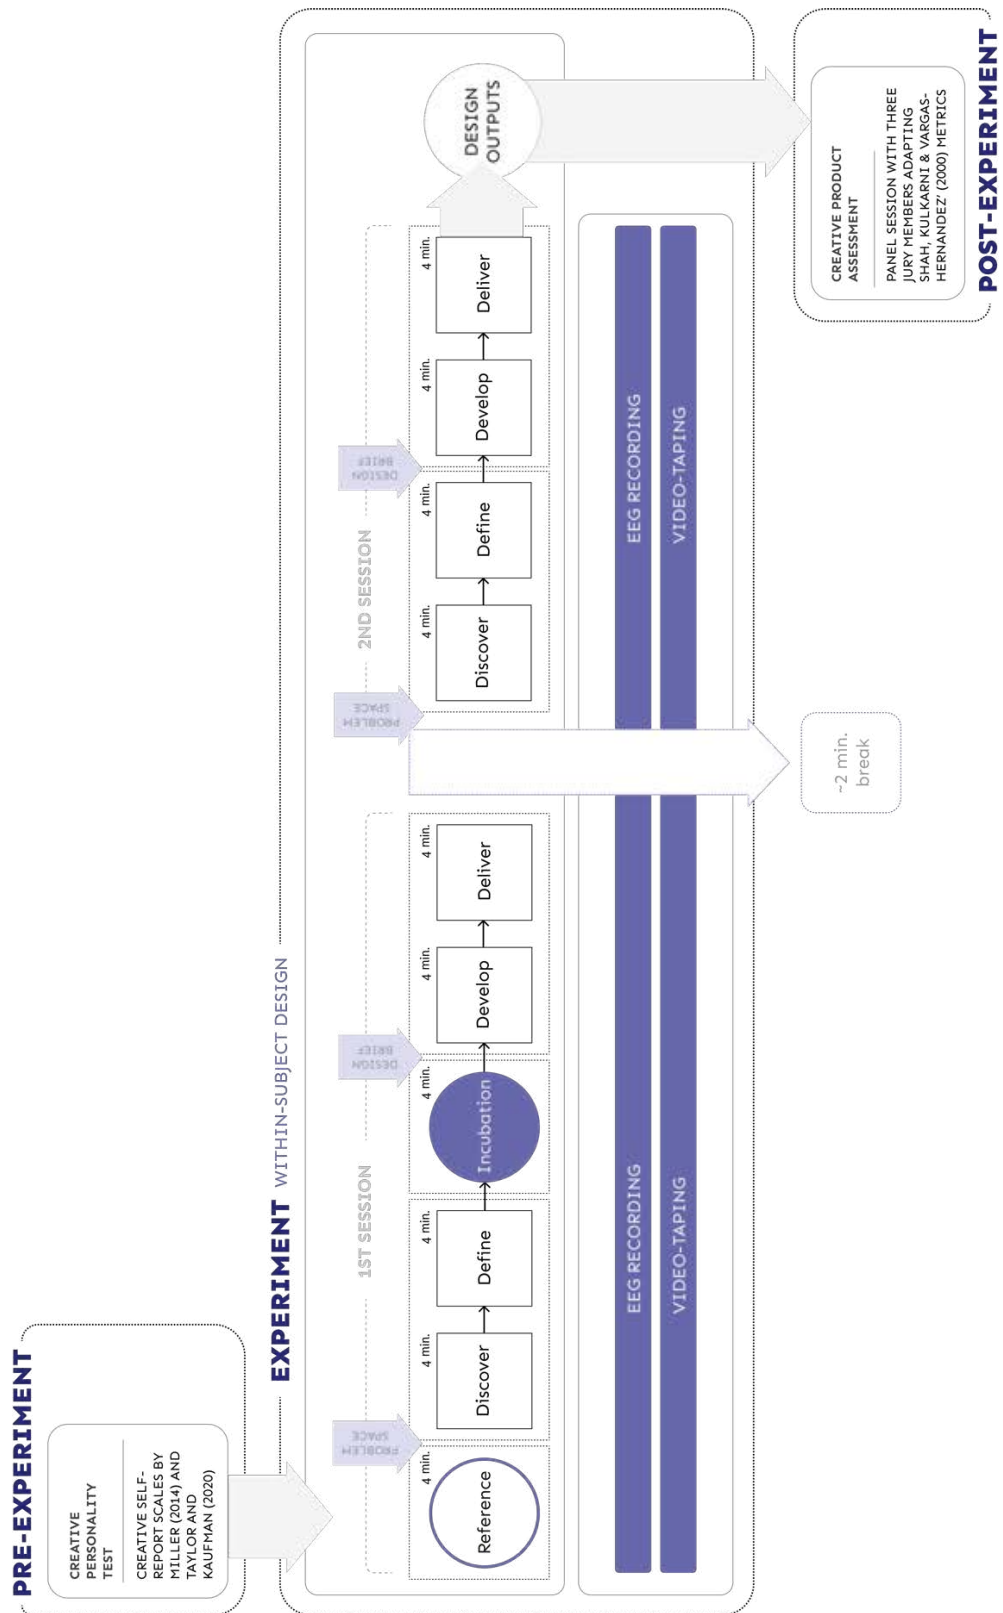 PRE-EXPERIMENT
CREATIVE
PERSONALITY
TEST
CREATIVE SELF-
REPORT SCALES BY
MILLER (2014) AND
TAYLOR AND
KAUFMAN (2020)
EXPERIMENT WITHIN-SUBJECT DESIGN
1ST SESSION
4 min.
Reference
PROBLEM
SPACE
4 min.
Discover
4 min.
Define
4 min.
Incubation
DESIGN
BRIEF
4 min.
Develop
4 min.
Deliver
2ND SESSION
PROBLEM
SPACE
4 min.
Discover
4 min.
Define
DESIGN
BRIEF
4 min.
Develop
4 min.
Deliver
DESIGN
OUTPUTS
EEG RECORDING
VIDEO-TAPING
EEG RECORDING
VIDEO-TAPING
~2 min.
break
CREATIVE PRODUCT
ASSESSMENT
PANEL SESSION WITH THREE
JURY MEMBERS ADAPTING
SHAH, KULKARNI & VARGAS-
HERNANDEZ' (2000) METRICS
POST-EXPERIMENT